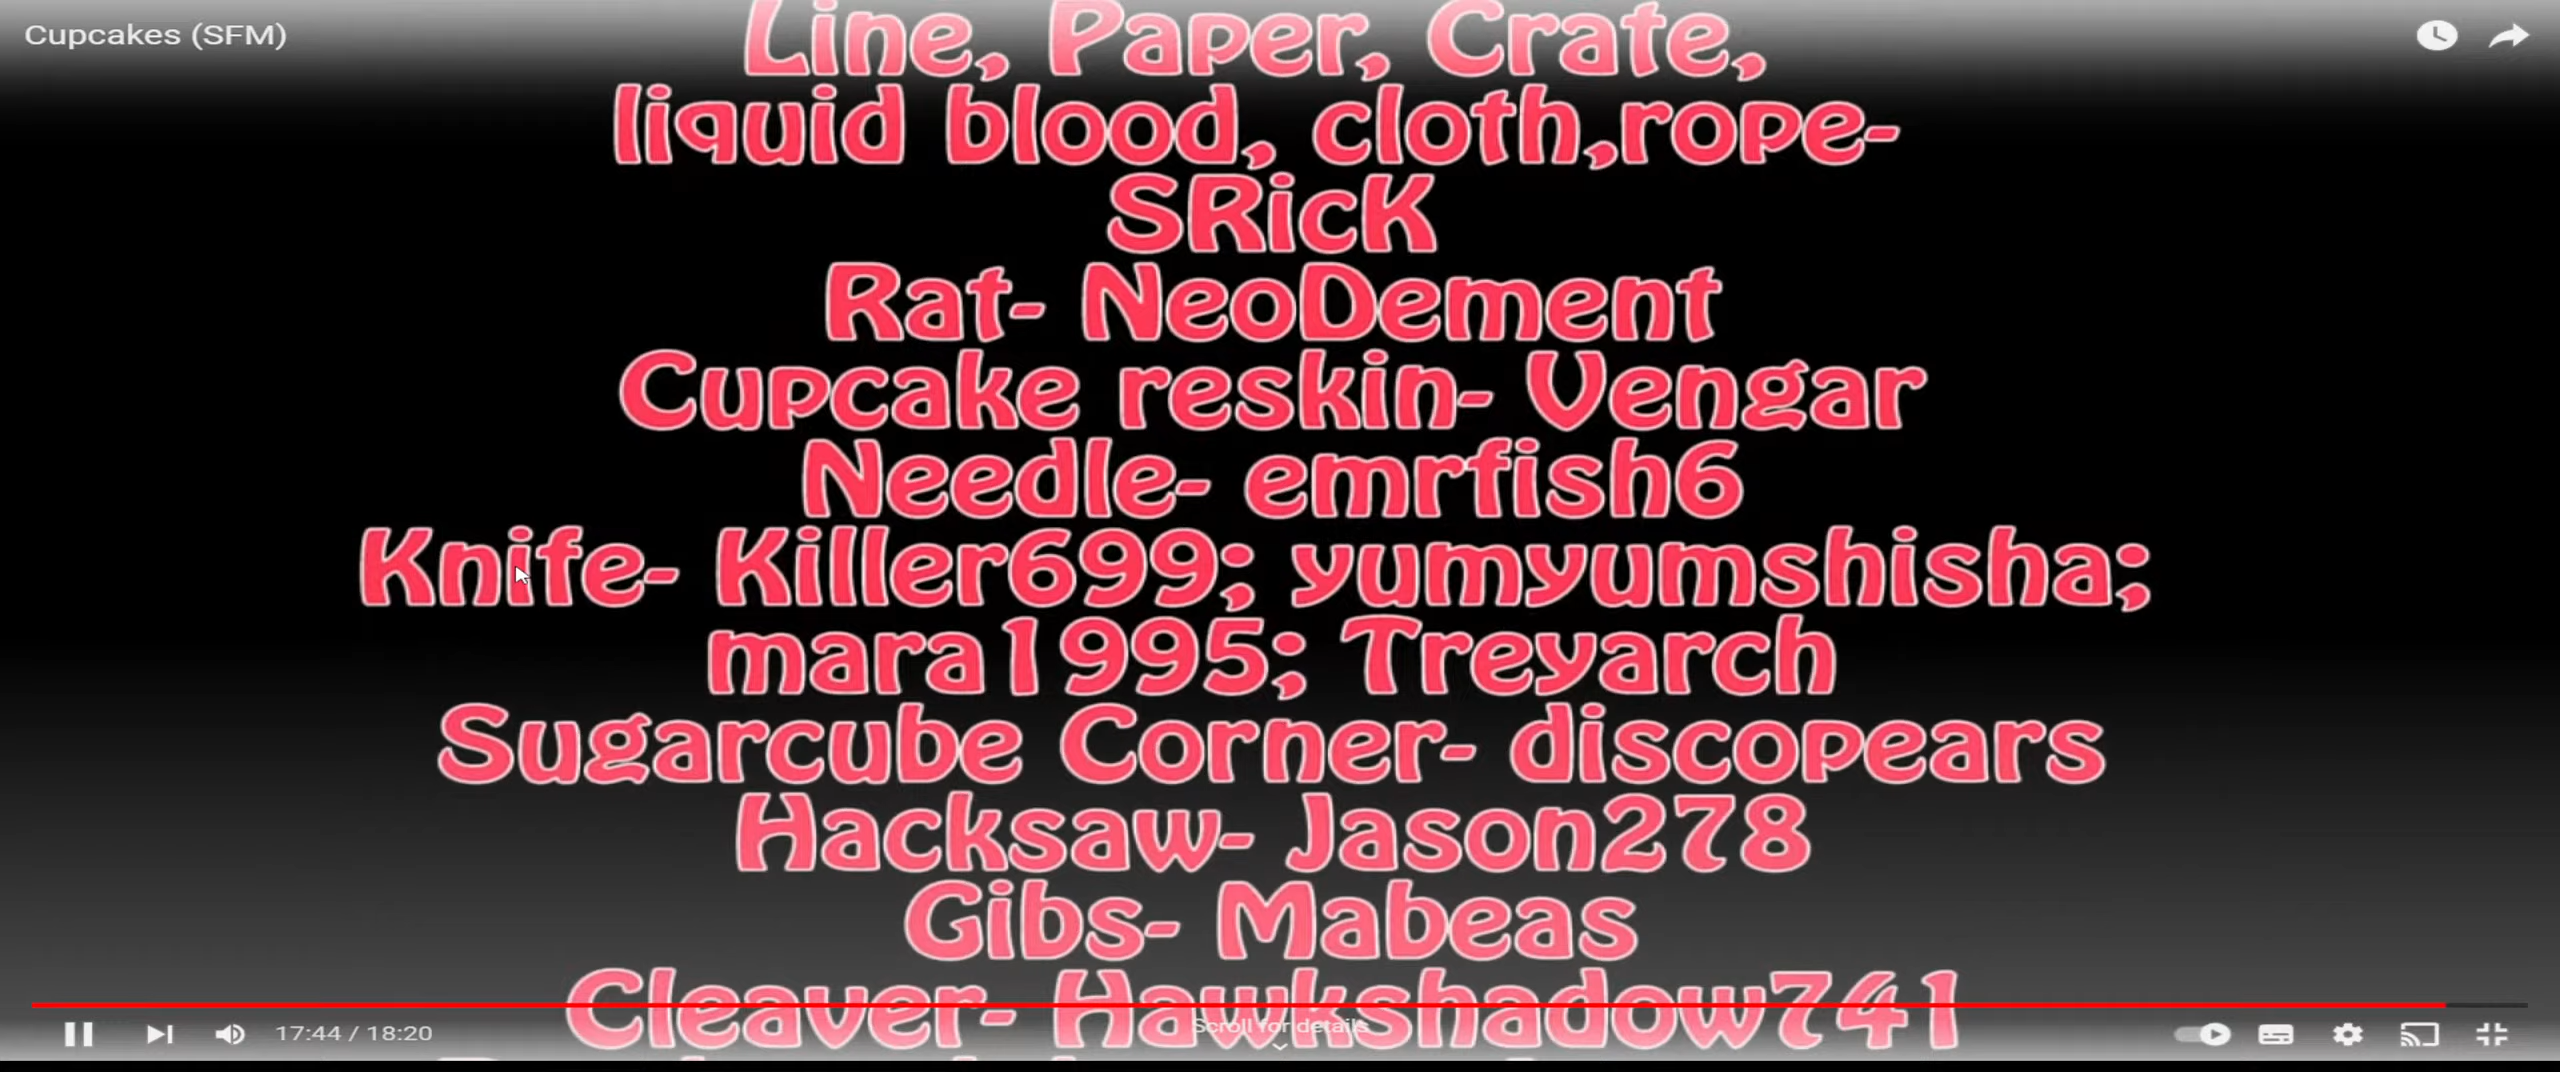 Cupcakes (SFM)
Line, Paper, Crate,
liquid blood, cloth,rope-
SRicK
Rat- NeoDement
Cupcake reskin- Vengar
Needle- emrfish6
Knife- Killer699; yumyumshisha;
mara1995; Treyarch
Sugarcube Corner- discopears
Hacksaw- Jason278
Gibs- Mabeas
Cleaver- Hawkshadow741
Scroll for details
17:44 / 18:20